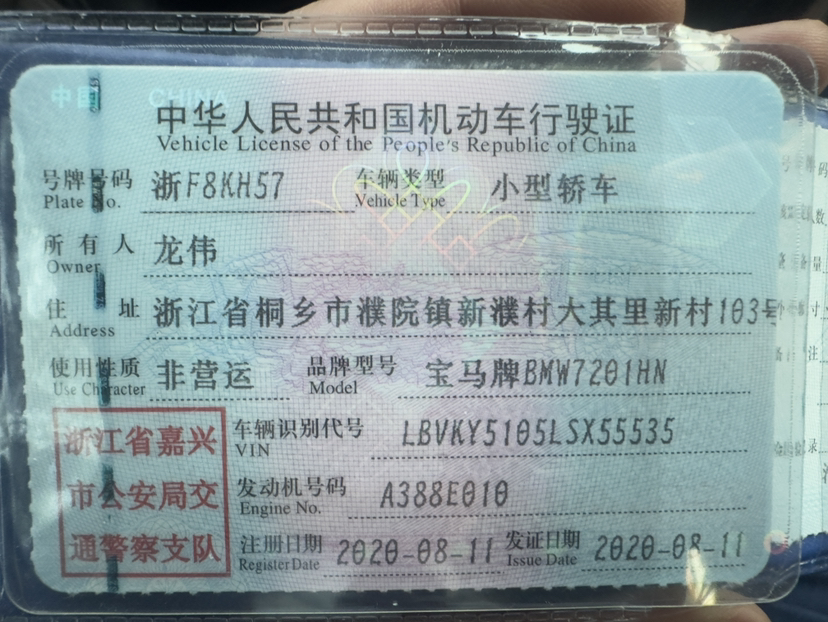 中国 CHINA
中华人民共和国机动车行驶证
Vehicle License of the People's Republic of China
号牌号码 浙F8KH57 车辆类型 小型轿车
Plate No. Vehicle Type
所有人 龙伟
Owner
住址 浙江省桐乡市濮院镇新濮村大其里新村103号
Address
使用性质 非营运 品牌型号 宝马牌BMW7201HN
Use Character Model
浙江省嘉兴
市公安局交
通警察支队
车辆识别代号 LBVKY5105LSX55535
VIN
发动机号码 A388E010
Engine No.
注册日期 2020-08-11 发证日期 2020-08-11
Register Date Issue Date